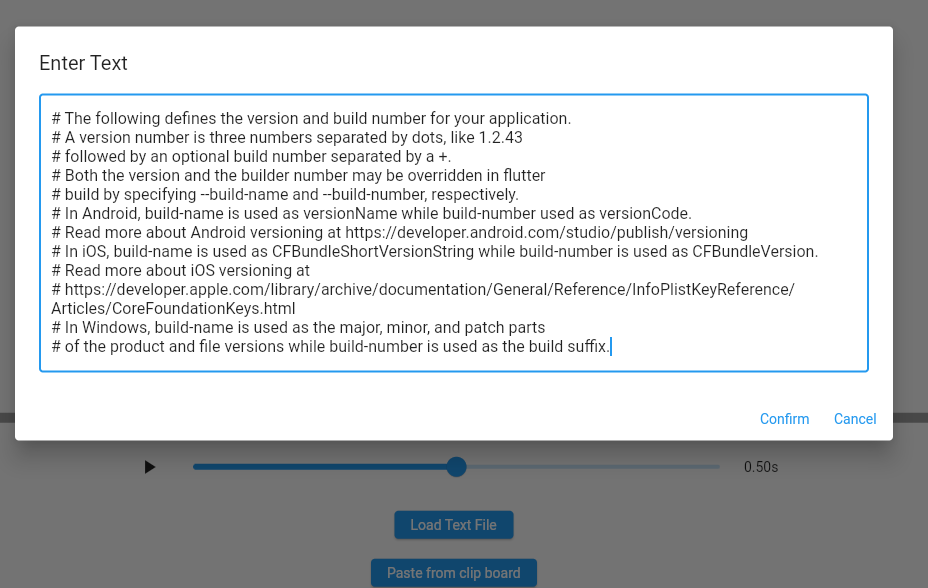 Enter Text
# The following defines the version and build number for your application.
# A version number is three numbers separated by dots, like 1.2.43
# followed by an optional build number separated by a +.
# Both the version and the builder number may be overridden in flutter
# build by specifying --build-name and --build-number, respectively.
# In Android, build-name is used as versionName while build-number used as versionCode.
# Read more about Android versioning at https://developer.android.com/studio/publish/versioning
# In iOS, build-name is used as CFBundleShortVersionString while build-number is used as CFBundleVersion.
# Read more about iOS versioning at
# https://developer.apple.com/library/archive/documentation/General/Reference/InfoPlistKeyReference/
Articles/CoreFoundationKeys.html
# In Windows, build-name is used as the major, minor, and patch parts
# of the product and file versions while build-number is used as the build suffix.
Confirm Cancel
0.50s
Load Text File
Paste from clip board